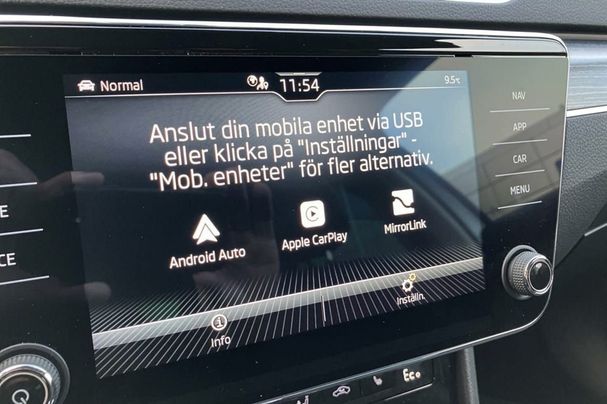 Normal
11:54
9.5°C
Anslut din mobila enhet via USB
eller klicka på "Inställningar" -
"Mob. enheter" för fler alternativ.
Android Auto
Apple CarPlay
MirrorLink
Info
Inställn.
NAV
APP
CAR
MENU
Eco